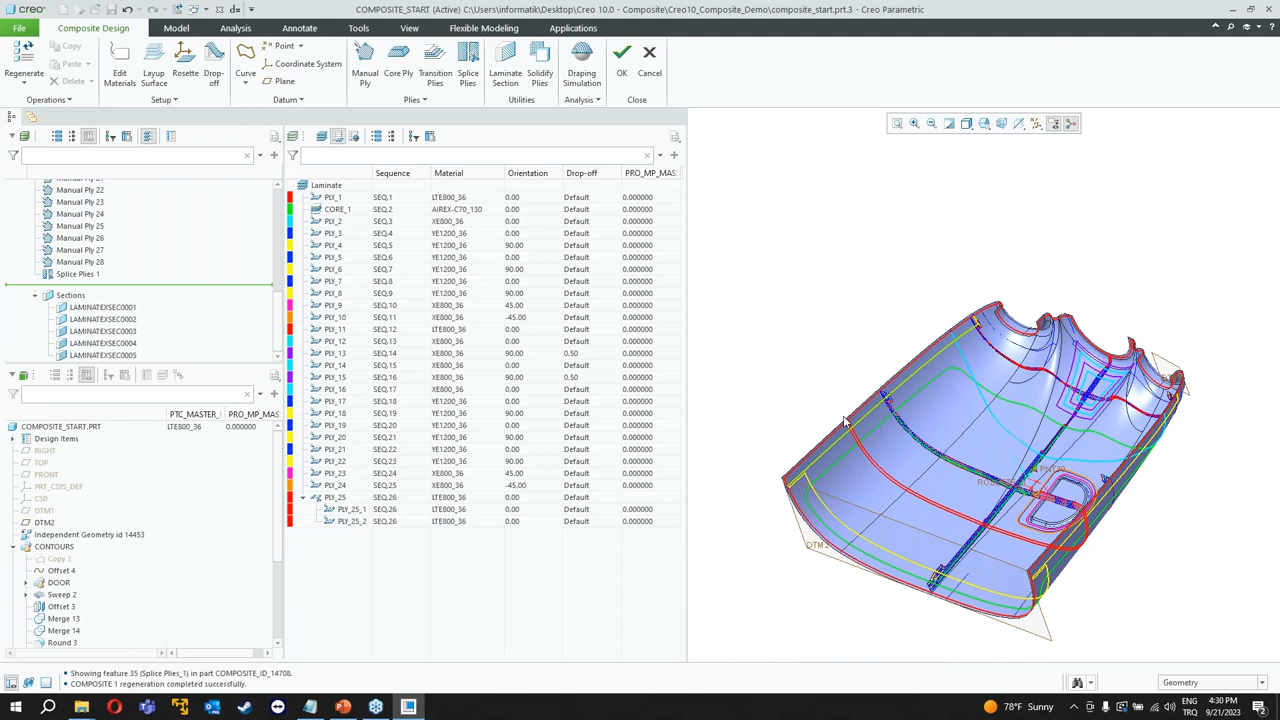 creo
COMPOSITE_START (Active) C:\Users\informatik\Desktop\Creo 10.0 - Composite\Creo10_Composite_Demo\composite_start.prt.3 - Creo Parametric
File Composite Design Model Analysis Annotate Tools View Flexible Modeling Applications
Regenerate
Copy
Paste
Delete
Edit Materials
Layup Surface
Rosette
Drop-off
Curve
Point
Coordinate System
Plane
Manual Ply
Core Ply
Transition Plies
Splice Plies
Laminate Section
Solidify Plies
Draping Simulation
OK
Cancel
Operations Setup Datum Plies Utilities Analysis Close
Manual Ply 22
Manual Ply 23
Manual Ply 24
Manual Ply 25
Manual Ply 26
Manual Ply 27
Manual Ply 28
Splice Plies 1
Sections
LAMINATEXSEC0001
LAMINATEXSEC0002
LAMINATEXSEC0003
LAMINATEXSEC0004
LAMINATEXSEC0005
PTC_MASTER_ PRO_MP_MAS
COMPOSITE_START.PRT LTE800_36 0.000000
Design Items
RIGHT
TOP
FRONT
PRT_CSYS_DEF
CS0
DTM1
DTM2
Independent Geometry id 14453
CONTOURS
Copy 3
Offset 4
DOOR
Sweep 2
Offset 3
Merge 13
Merge 14
Round 3
Sequence Material Orientation Drop-off PRO_MP_MAS
Laminate
PLY_1 SEQ.1 LTE800_36 0.00 Default 0.000000
CORE_1 SEQ.2 AIREX-C70_130 0.00 Default 0.000000
PLY_2 SEQ.3 XE800_36 0.00 Default 0.000000
PLY_3 SEQ.4 YE1200_36 0.00 Default 0.000000
PLY_4 SEQ.5 YE1200_36 90.00 Default 0.000000
PLY_5 SEQ.6 YE1200_36 0.00 Default 0.000000
PLY_6 SEQ.7 YE1200_36 90.00 Default 0.000000
PLY_7 SEQ.8 YE1200_36 0.00 Default 0.000000
PLY_8 SEQ.9 YE1200_36 90.00 Default 0.000000
PLY_9 SEQ.10 XE800_36 45.00 Default 0.000000
PLY_10 SEQ.11 XE800_36 -45.00 Default 0.000000
PLY_11 SEQ.12 LTE800_36 0.00 Default 0.000000
PLY_12 SEQ.13 XE800_36 0.00 Default 0.000000
PLY_13 SEQ.14 XE800_36 90.00 0.50 0.000000
PLY_14 SEQ.15 XE800_36 0.00 Default 0.000000
PLY_15 SEQ.16 XE800_36 90.00 0.50 0.000000
PLY_16 SEQ.17 XE800_36 0.00 Default 0.000000
PLY_17 SEQ.18 YE1200_36 0.00 Default 0.000000
PLY_18 SEQ.19 YE1200_36 90.00 Default 0.000000
PLY_19 SEQ.20 YE1200_36 0.00 Default 0.000000
PLY_20 SEQ.21 YE1200_36 90.00 Default 0.000000
PLY_21 SEQ.22 YE1200_36 0.00 Default 0.000000
PLY_22 SEQ.23 YE1200_36 90.00 Default 0.000000
PLY_23 SEQ.24 XE800_36 45.00 Default 0.000000
PLY_24 SEQ.25 XE800_36 -45.00 Default 0.000000
PLY_25 SEQ.26 LTE800_36 0.00 Default
PLY_25_1 SEQ.26 LTE800_36 0.00 Default 0.000000
PLY_25_2 SEQ.26 LTE800_36 0.00 Default 0.000000
DTM2
Showing feature 35 (Splice Plies_1) in part COMPOSITE_ID_14708.
COMPOSITE 1 regeneration completed successfully.
Geometry
78°F Sunny
ENG
TRQ
4:30 PM
9/21/2023